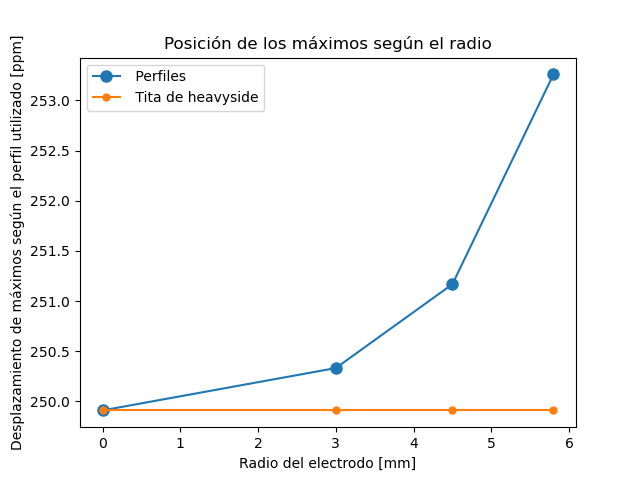 Posición de los máximos según el radio
Perfiles
Tita de heavyside
Desplazamiento de máximos según el perfil utilizado [ppm]
253.0
252.5
252.0
251.5
251.0
250.5
250.0
0 1 2 3 4 5 6
Radio del electrodo [mm]